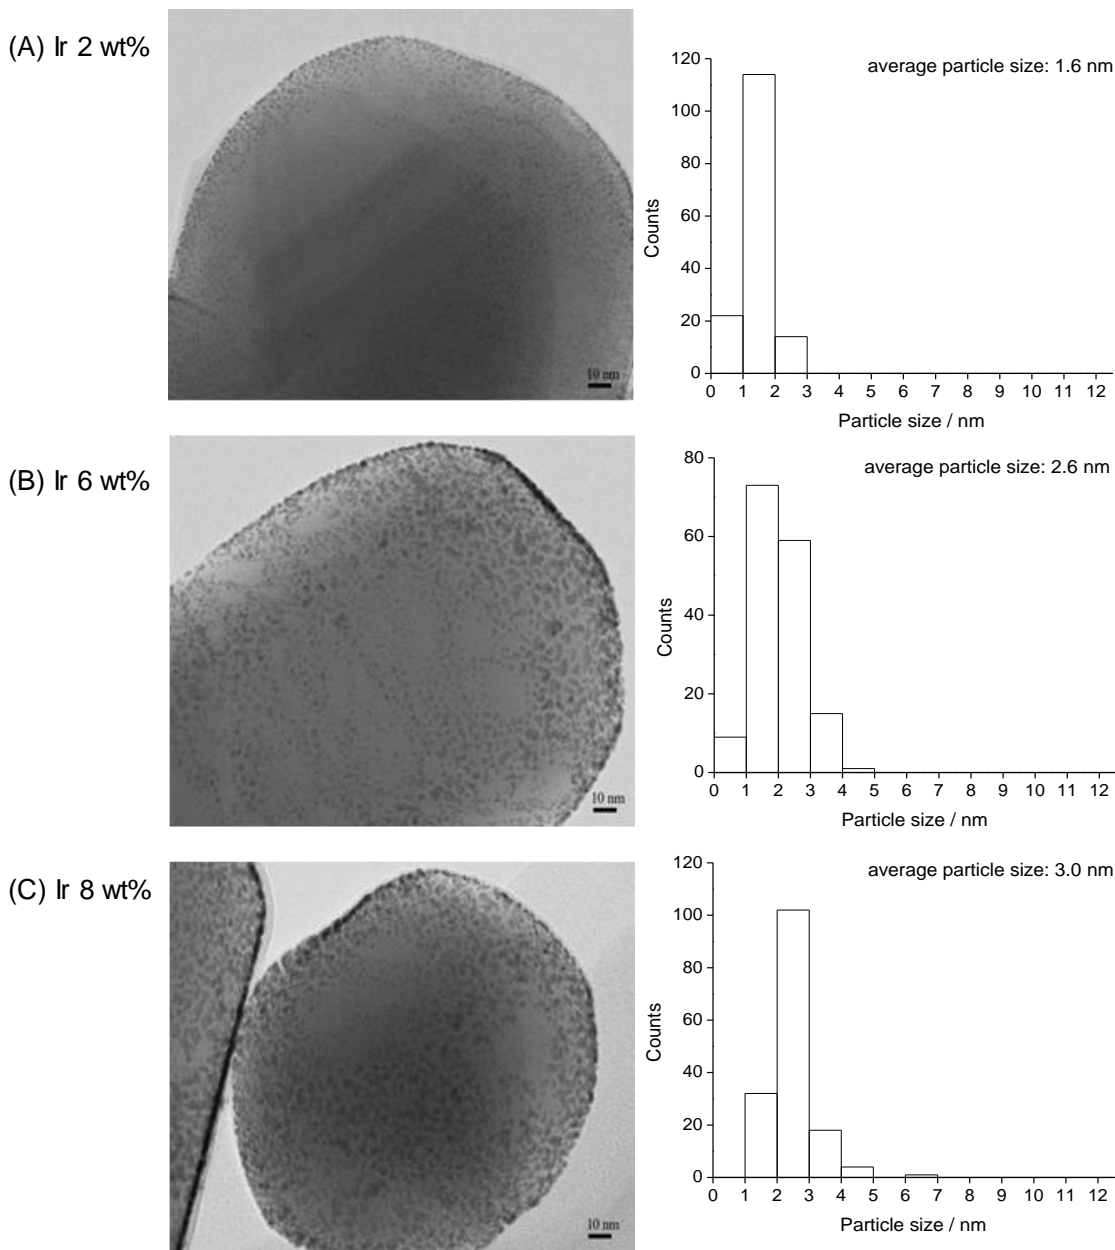 (A) Ir 2 wt%
10 nm
average particle size: 1.6 nm
120
100
80
60
40
20
0
Counts
0 1 2 3 4 5 6 7 8 9 10 11 12
Particle size / nm
(B) Ir 6 wt%
10 nm
average particle size: 2.6 nm
80
60
40
20
0
Counts
0 1 2 3 4 5 6 7 8 9 10 11 12
Particle size / nm
(C) Ir 8 wt%
10 nm
average particle size: 3.0 nm
120
100
80
60
40
20
0
Counts
0 1 2 3 4 5 6 7 8 9 10 11 12
Particle size / nm